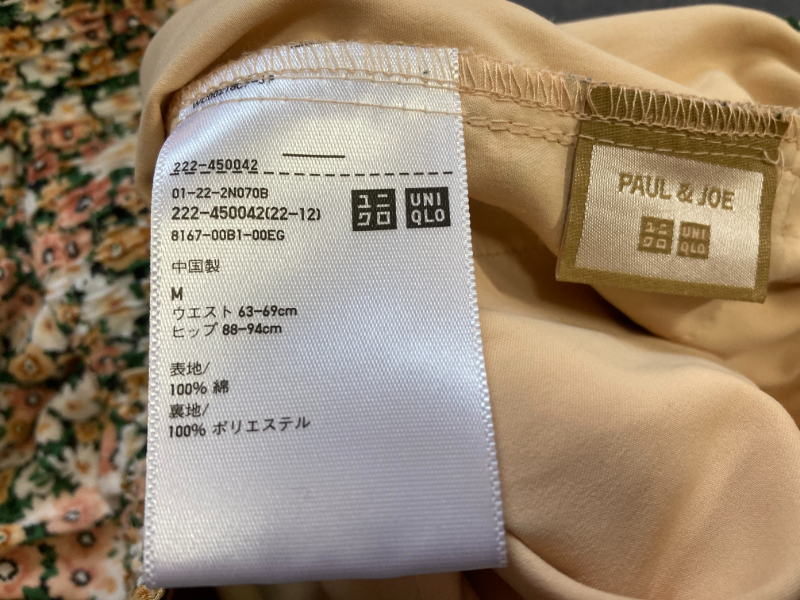 222-450042
01-22-2N070B
222-450042(22-12)
8167-00B1-00EG
ユニ
クロ
UNI
QLO
中国製
M
ウエスト 63-69cm
ヒップ 88-94cm
表地/
100% 綿
裏地/
100% ポリエステル
PAUL & JOE
ユニ
クロ
UNI
QLO